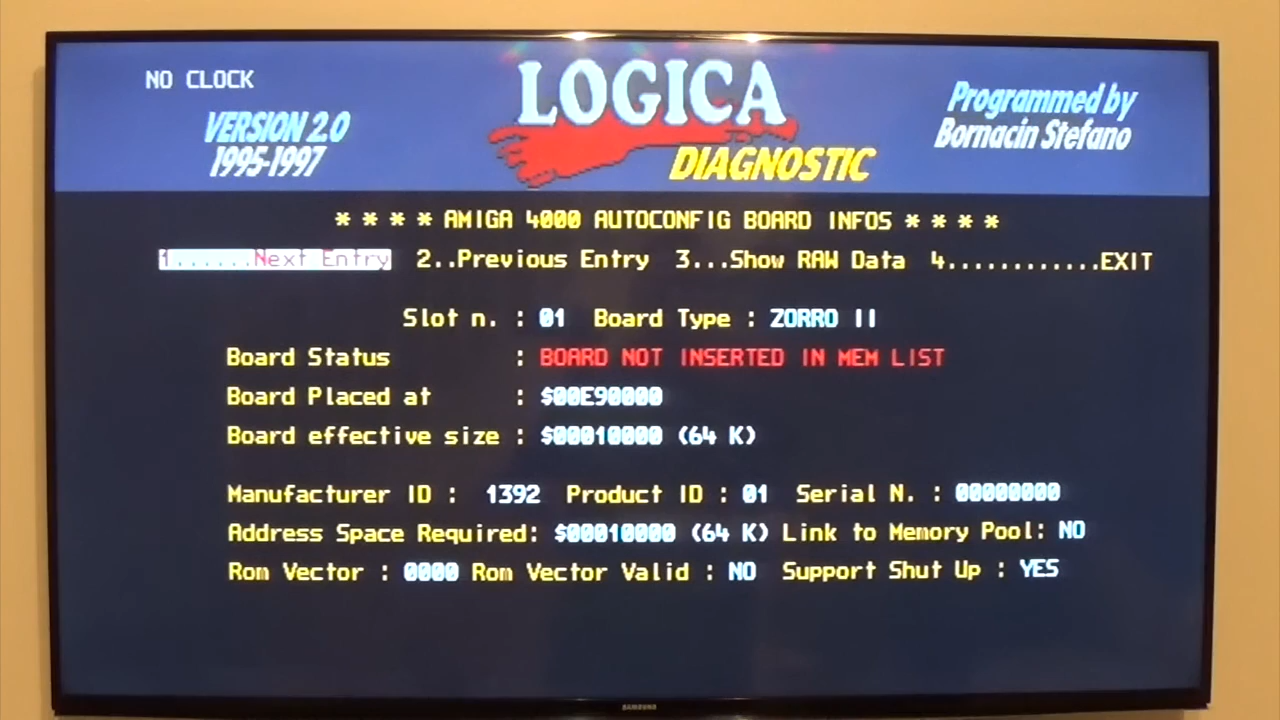 NO CLOCK
VERSION 2.0
1995-1997
LOGICA
DIAGNOSTIC
Programmed by
Bornacin Stefano
* * * * AMIGA 4000 AUTOCONFIG BOARD INFOS * * * *
1.......Next Entry 2..Previous Entry 3...Show RAW Data 4............EXIT
Slot n. : 01 Board Type : ZORRO II
Board Status : BOARD NOT INSERTED IN MEM LIST
Board Placed at : $00E90000
Board effective size : $00010000 (64 K)
Manufacturer ID : 1392 Product ID : 01 Serial N. : 00000000
Address Space Required: $00010000 (64 K) Link to Memory Pool: NO
Rom Vector : 0000 Rom Vector Valid : NO Support Shut Up : YES
SAMSUNG